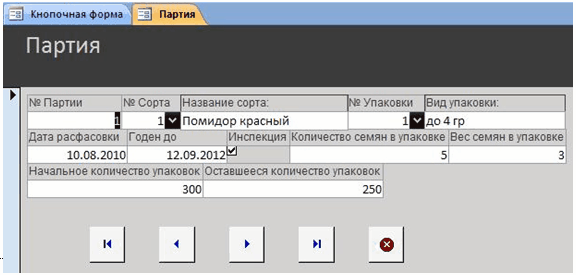 Кнопочная форма Партия
Партия
№ Партии № Сорта Название сорта: № Упаковки Вид упаковки:
1 1 Помидор красный 1 до 4 гр
Дата расфасовки Годен до Инспекция Количество семян в упаковке Вес семян в упаковке
10.08.2010 12.09.2012 5 3
Начальное количество упаковок Оставшееся количество упаковок
300 250